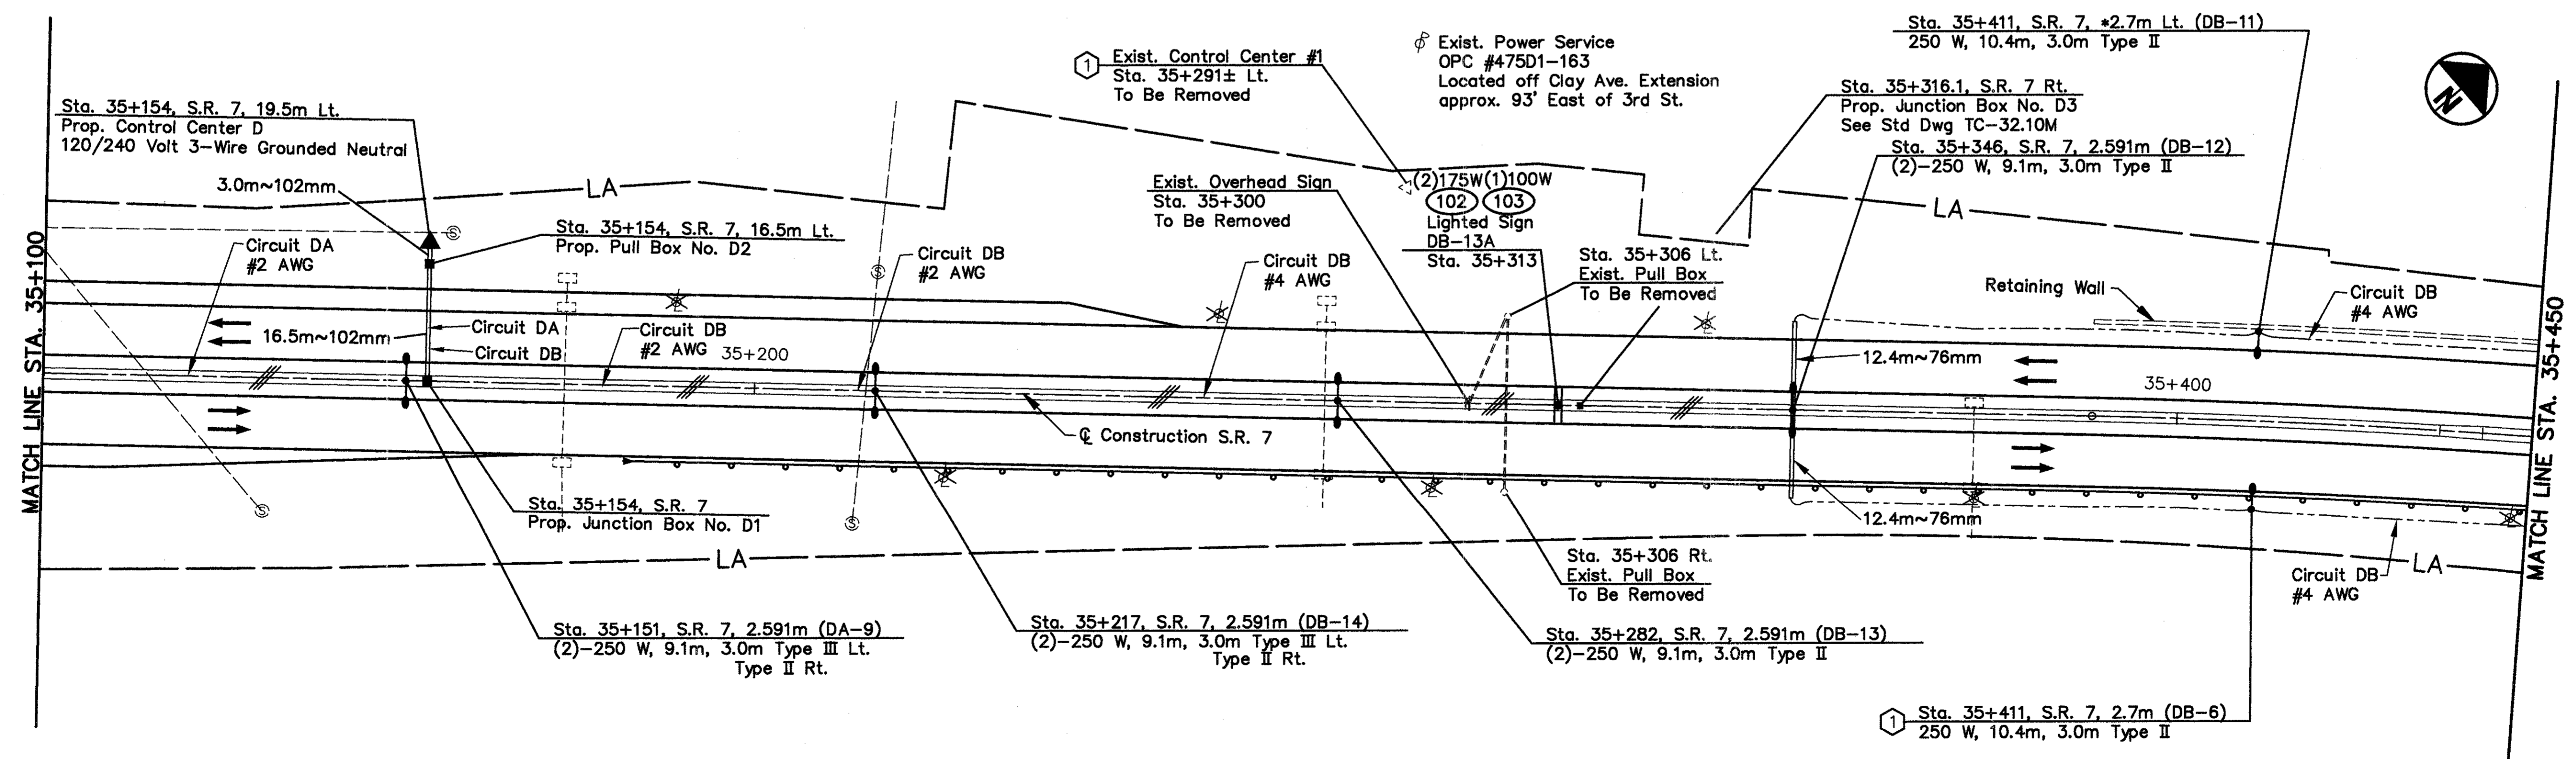 Sta. 35+411, S.R. 7, *2.7m Lt. (DB-11)
250 W, 10.4m, 3.0m Type II
1
Exist. Control Center #1
Sta. 35+291± Lt.
To Be Removed
Exist. Power Service
OPC #475D1-163
Located off Clay Ave. Extension
approx. 93' East of 3rd St.
N
Sta. 35+154, S.R. 7, 19.5m Lt.
Prop. Control Center D
120/240 Volt 3-Wire Grounded Neutral
Sta. 35+316.1, S.R. 7 Rt.
Prop. Junction Box No. D3
See Std Dwg TC-32.10M
Sta. 35+346, S.R. 7, 2.591m (DB-12)
(2)-250 W, 9.1m, 3.0m Type II
3.0m~102mm
LA
Exist. Overhead Sign
Sta. 35+300
To Be Removed
(2)175W(1)100W
102
103
Lighted Sign
DB-13A
Sta. 35+313
LA
Sta. 35+154, S.R. 7, 16.5m Lt.
Prop. Pull Box No. D2
S
Circuit DA
#2 AWG
Circuit DB
#2 AWG
S
Circuit DB
#4 AWG
Sta. 35+306 Lt.
Exist. Pull Box
To Be Removed
Retaining Wall
Circuit DB
#4 AWG
MATCH LINE STA. 35+100
16.5m~102mm
Circuit DA
Circuit DB
Circuit DB
#2 AWG
35+200
12.4m~76mm
35+400
MATCH LINE STA. 35+450
℄ Construction S.R. 7
S
S
Sta. 35+154, S.R. 7
Prop. Junction Box No. D1
12.4m~76mm
LA
Sta. 35+306 Rt.
Exist. Pull Box
To Be Removed
Circuit DB
#4 AWG
LA
Sta. 35+151, S.R. 7, 2.591m (DA-9)
(2)-250 W, 9.1m, 3.0m Type III Lt.
Type II Rt.
Sta. 35+217, S.R. 7, 2.591m (DB-14)
(2)-250 W, 9.1m, 3.0m Type III Lt.
Type II Rt.
Sta. 35+282, S.R. 7, 2.591m (DB-13)
(2)-250 W, 9.1m, 3.0m Type II
1
Sta. 35+411, S.R. 7, 2.7m (DB-6)
250 W, 10.4m, 3.0m Type II